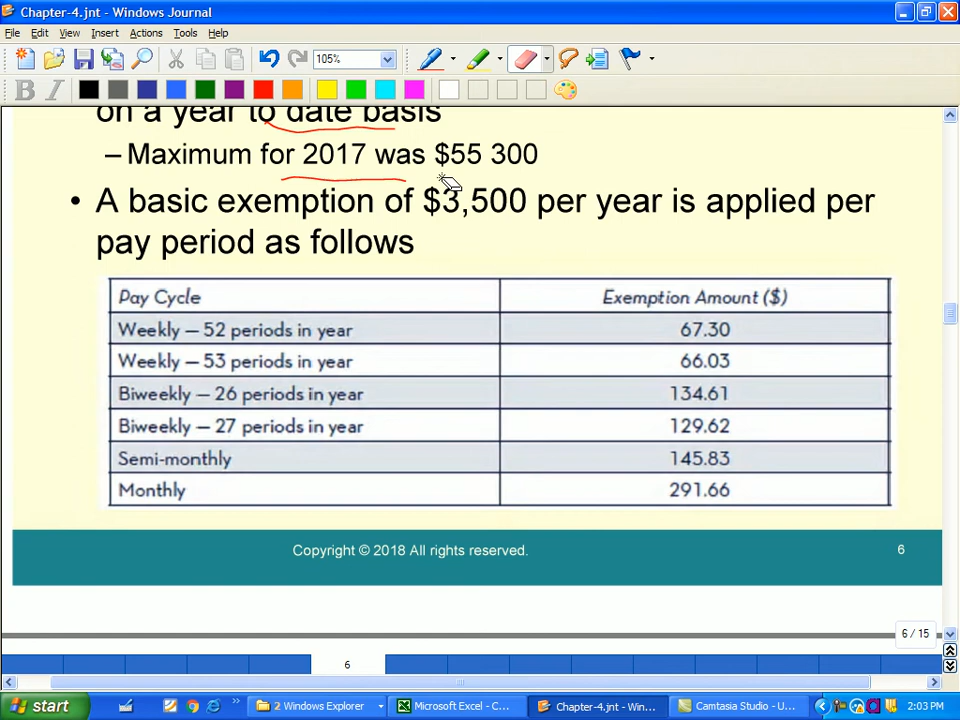 Chapter-4.jnt - Windows Journal
File Edit View Insert Actions Tools Help
105%
B I
on a year to date basis
– Maximum for 2017 was $55 300
• A basic exemption of $3,500 per year is applied per
pay period as follows
Pay Cycle Exemption Amount ($)
Weekly – 52 periods in year 67.30
Weekly – 53 periods in year 66.03
Biweekly – 26 periods in year 134.61
Biweekly – 27 periods in year 129.62
Semi-monthly 145.83
Monthly 291.66
Copyright © 2018 All rights reserved. 6
6 / 15
6
start » 2 Windows Explorer Microsoft Excel - C... Chapter-4.jnt - Win... Camtasia Studio - U... 2:03 PM